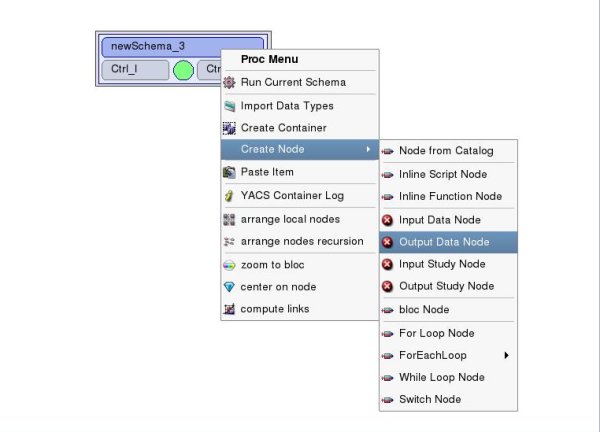 newSchema_3
Ctrl_I
Ctr
Proc Menu
Run Current Schema
Import Data Types
Create Container
Create Node
Paste Item
YACS Container Log
arrange local nodes
arrange nodes recursion
zoom to bloc
center on node
compute links
Node from Catalog
Inline Script Node
Inline Function Node
Input Data Node
Output Data Node
Input Study Node
Output Study Node
bloc Node
For Loop Node
ForEachLoop
While Loop Node
Switch Node